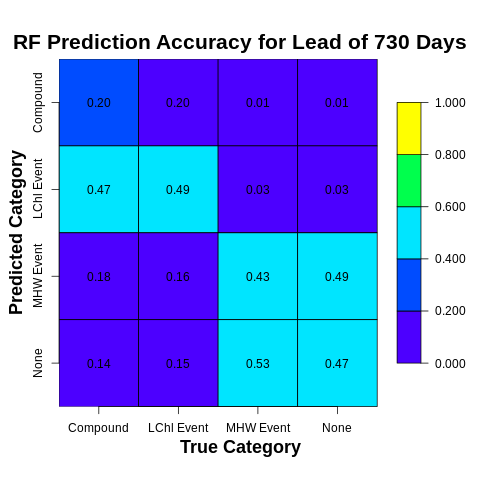 RF Prediction Accuracy for Lead of 730 Days
Predicted Category
Compound
0.20 0.20 0.01 0.01
LChl Event
0.47 0.49 0.03 0.03
MHW Event
0.18 0.16 0.43 0.49
None
0.14 0.15 0.53 0.47
Compound LChl Event MHW Event None
True Category
1.000
0.800
0.600
0.400
0.200
0.000